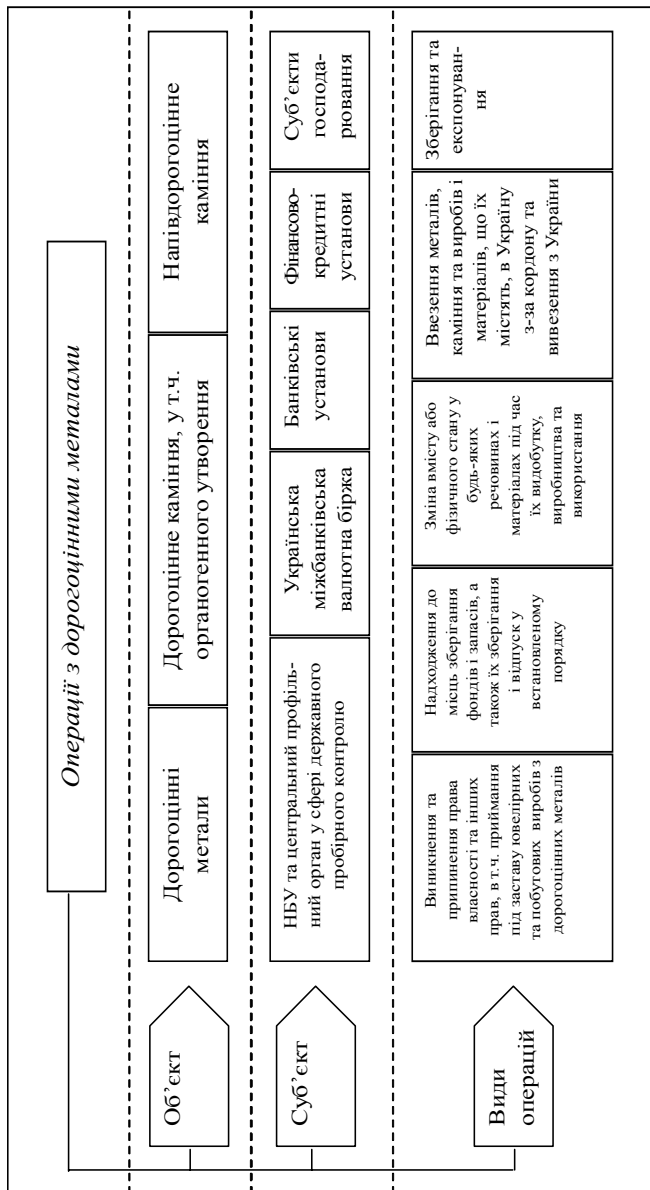 Операції з дорогоцінними металами
Об’єкт
Дорогоцінні
метали
Дорогоцінне каміння, у т.ч.
органогенного утворення
Напівдорогоцінне
каміння
Суб’єкт
НБУ та центральний профіль-
ний орган у сфері державного
пробірного контролю
Українська
міжбанківська
валютна біржа
Банківські
установи
Фінансово-
кредитні
установи
Суб’єкти
господа-
рювання
Види
операцій
Виникнення та
припинення права
власності та інших
прав, в т.ч. приймання
під заставу ювелірних
та побутових виробів з
дорогоцінних металів
Надходження до
місць зберігання
фондів і запасів, а
також їх зберігання
і відпуск у
встановленому
порядку
Зміна вмісту або
фізичного стану у
будь-яких
речовинах і
матеріалах під час
їх видобутку,
виробництва та
використання
Ввезення металів,
каміння та виробів і
матеріалів, що їх
містять, в Україну
з-за кордону та
вивезення з України
Зберігання та
експонуван-
ня